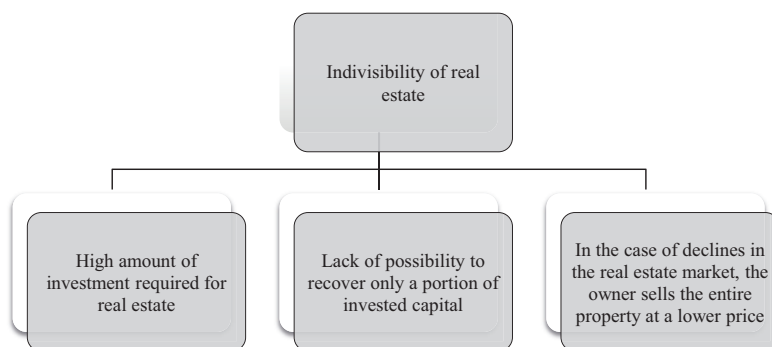 Indivisibility of real
estate
High amount of
investment required for
real estate
Lack of possibility to
recover only a portion of
invested capital
In the case of declines in
the real estate market, the
owner sells the entire
property at a lower price